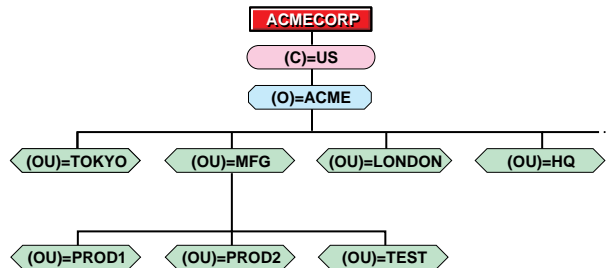 ACMECORP
(C)=US
(O)=ACME
(OU)=TOKYO (OU)=MFG (OU)=LONDON (OU)=HQ
(OU)=PROD1 (OU)=PROD2 (OU)=TEST